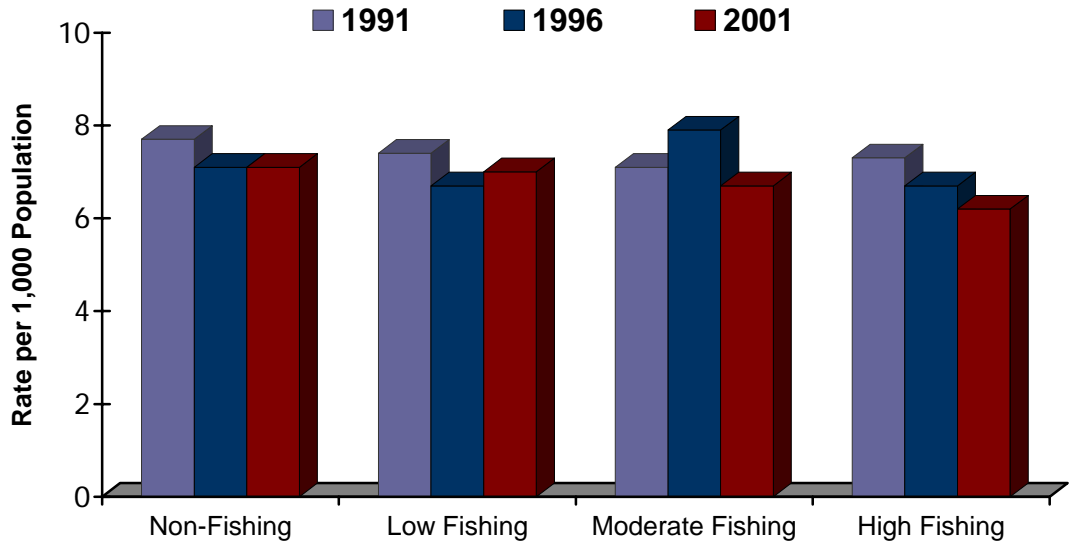 1991 1996 2001
10
8
6
4
2
0
Rate per 1,000 Population
Non-Fishing Low Fishing Moderate Fishing High Fishing